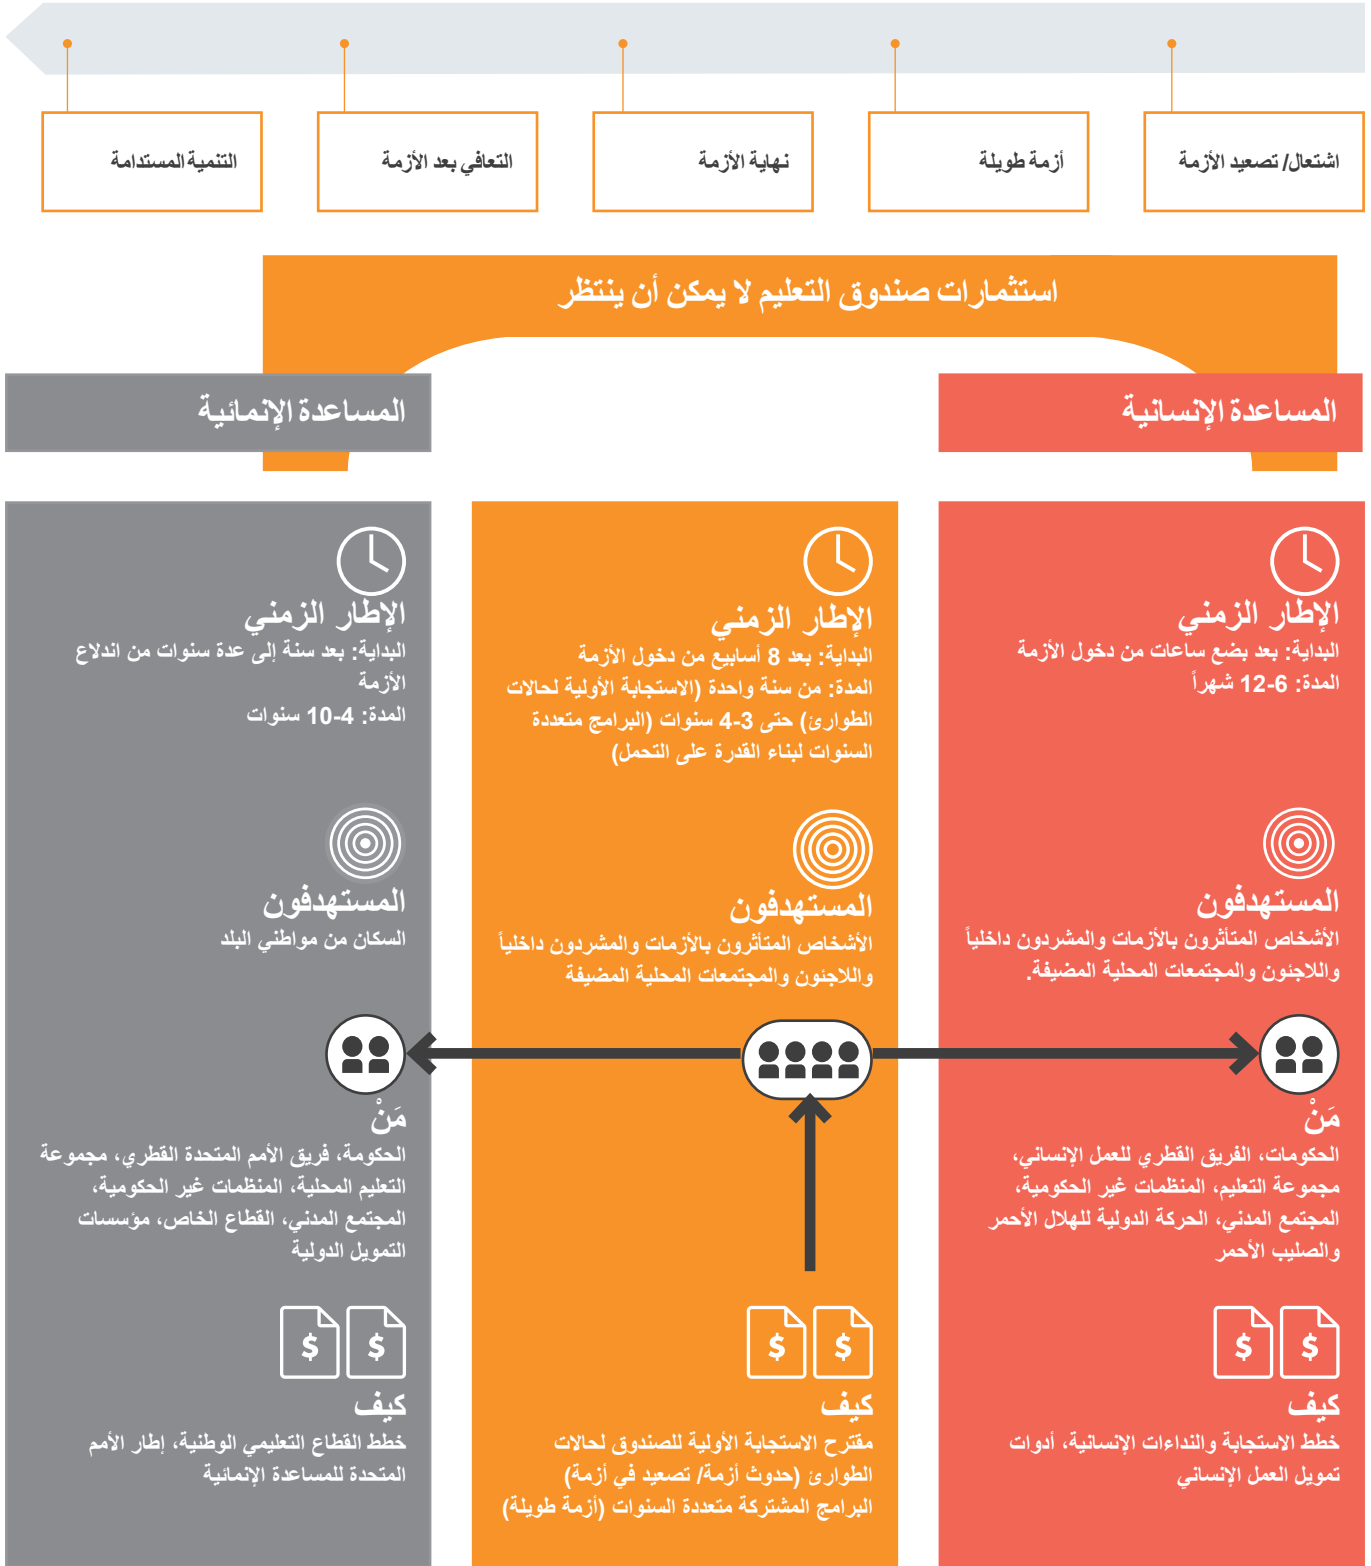 اشتعال/ تصعيد الأزمة
أزمة طويلة
نهاية الأزمة
التعافي بعد الأزمة
التنمية المستدامة
استثمارات صندوق التعليم لا يمكن أن ينتظر
المساعدة الإنسانية
المساعدة الإنمائية
الإطار الزمني
البداية: بعد بضع ساعات من دخول الأزمة
المدة: 6-12 شهراً
المستهدفون
الأشخاص المتأثرون بالأزمات والمشردون داخلياً
واللاجئون والمجتمعات المحلية المضيفة.
مَنْ
الحكومات، الفريق القطري للعمل الإنساني،
مجموعة التعليم، المنظمات غير الحكومية،
المجتمع المدني، الحركة الدولية للهلال الأحمر
والصليب الأحمر
$ $
كيف
خطط الاستجابة والنداءات الإنسانية، أدوات
تمويل العمل الإنساني
الإطار الزمني
البداية: بعد 8 أسابيع من دخول الأزمة
المدة: من سنة واحدة (الاستجابة الأولية لحالات
الطوارئ) حتى 3-4 سنوات (البرامج متعددة
السنوات لبناء القدرة على التحمل)
المستهدفون
الأشخاص المتأثرون بالأزمات والمشردون داخلياً
واللاجئون والمجتمعات المحلية المضيفة
$ $
كيف
مقترح الاستجابة الأولية للصندوق لحالات
الطوارئ (حدوث أزمة/ تصعيد في أزمة)
البرامج المشتركة متعددة السنوات (أزمة طويلة)
الإطار الزمني
البداية: بعد سنة إلى عدة سنوات من اندلاع
الأزمة
المدة: 4-10 سنوات
المستهدفون
السكان من مواطني البلد
مَنْ
الحكومة، فريق الأمم المتحدة القطري، مجموعة
التعليم المحلية، المنظمات غير الحكومية،
المجتمع المدني، القطاع الخاص، مؤسسات
التمويل الدولية
$ $
كيف
خطط القطاع التعليمي الوطنية، إطار الأمم
المتحدة للمساعدة الإنمائية